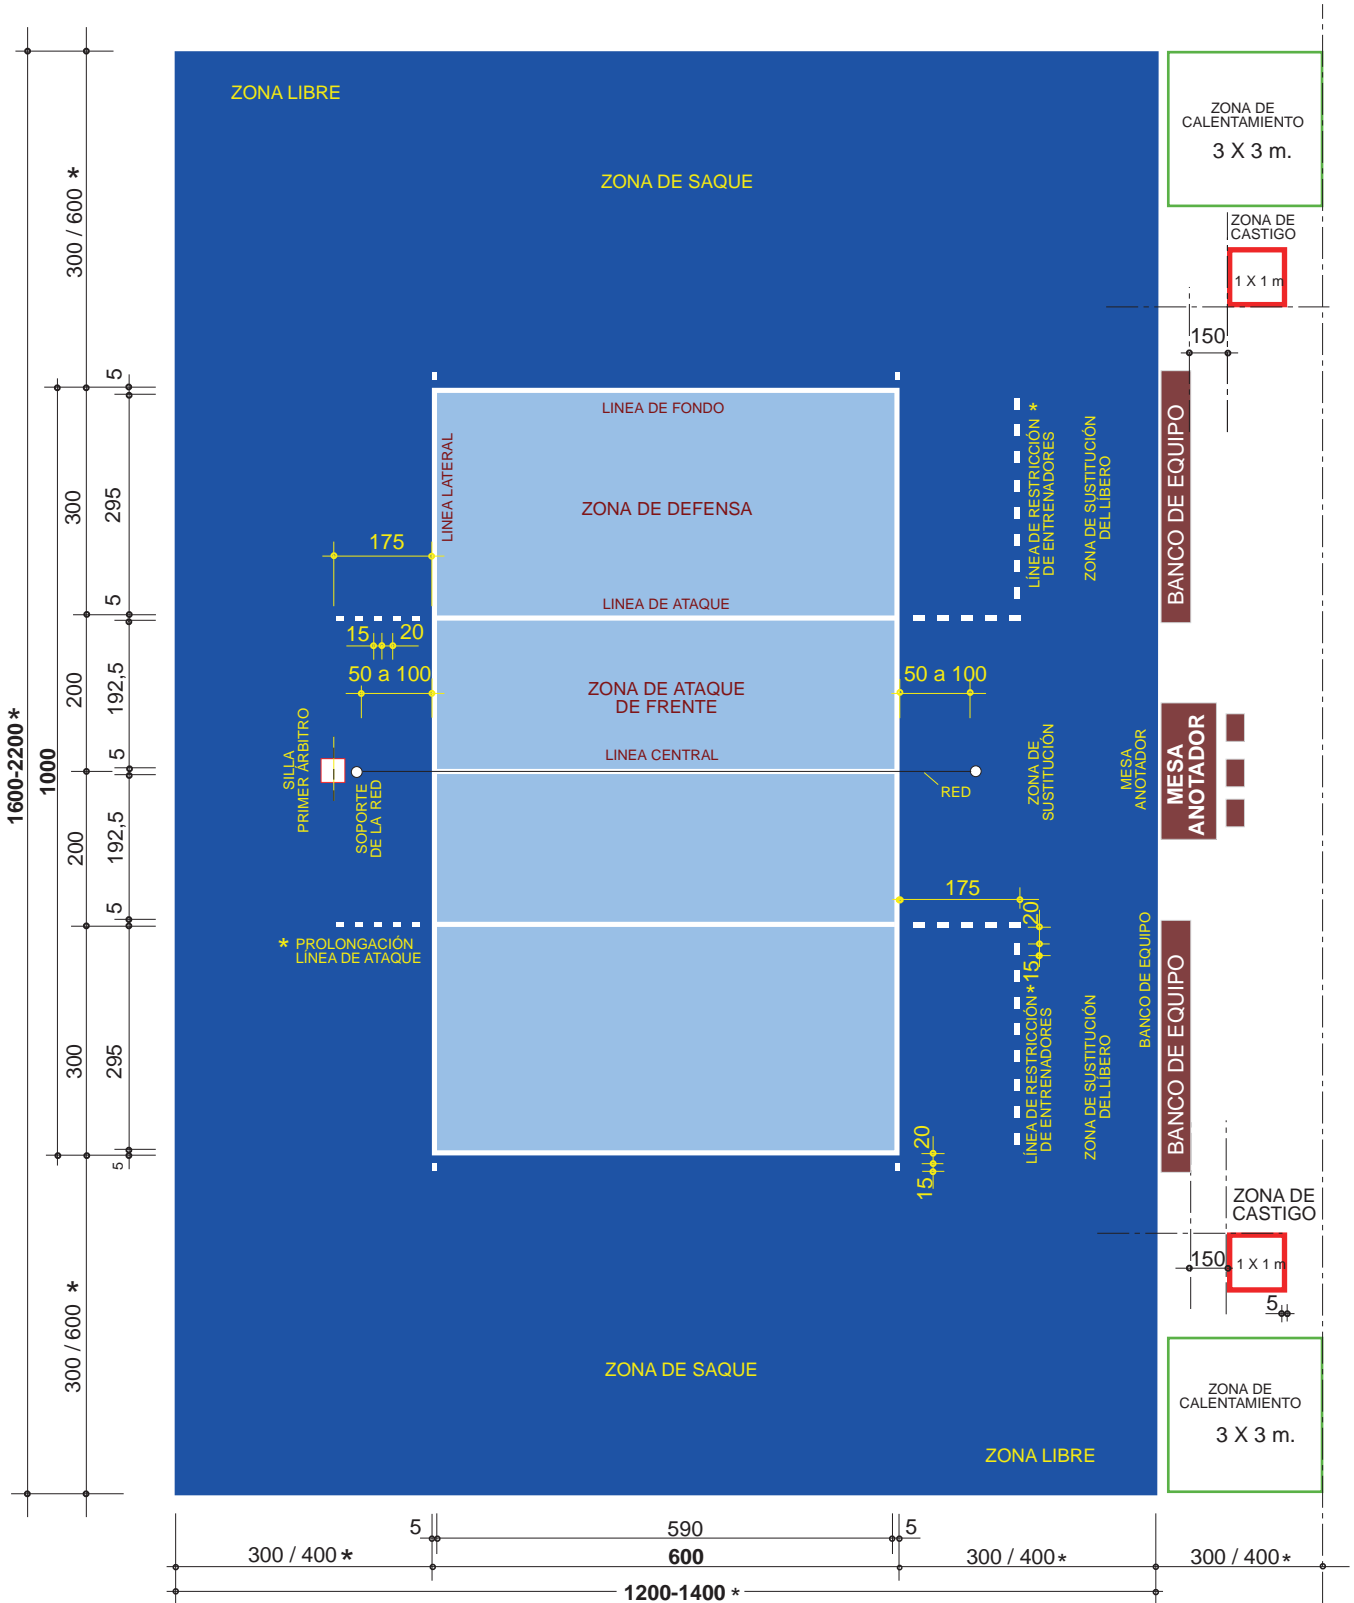 ZONA LIBRE
ZONA DE
CALENTAMIENTO
3 X 3 m.
ZONA DE SAQUE
300 / 600 *
ZONA DE
CASTIGO
1 X 1 m
150
5
LINEA DE FONDO
LINEA LATERAL
ZONA DE DEFENSA
LÍNEA DE RESTRICCIÓN *
DE ENTRENADORES
ZONA DE SUSTITUCIÓN
DEL LÍBERO
BANCO DE EQUIPO
300
295
175
5
LINEA DE ATAQUE
15
20
50 a 100
50 a 100
ZONA DE ATAQUE
DE FRENTE
200
192,5
1600-2200 *
1000
SILLA
PRIMER ÁRBITRO
LINEA CENTRAL
5
SOPORTE
DE LA RED
RED
ZONA DE
SUSTITUCIÓN
MESA
ANOTADOR
MESA
ANOTADOR
200
192,5
175
5
20
15
* PROLONGACIÓN
LÍNEA DE ATAQUE
BANCO DE EQUIPO
BANCO DE EQUIPO
300
295
LÍNEA DE RESTRICCIÓN *
DE ENTRENADORES
ZONA DE SUSTITUCIÓN
DEL LÍBERO
20
15
5
ZONA DE
CASTIGO
150
1 X 1 m
5
300 / 600 *
ZONA DE SAQUE
ZONA DE
CALENTAMIENTO
3 X 3 m.
ZONA LIBRE
5
590
5
300 / 400 *
600
300 / 400 *
300 / 400 *
1200-1400 *